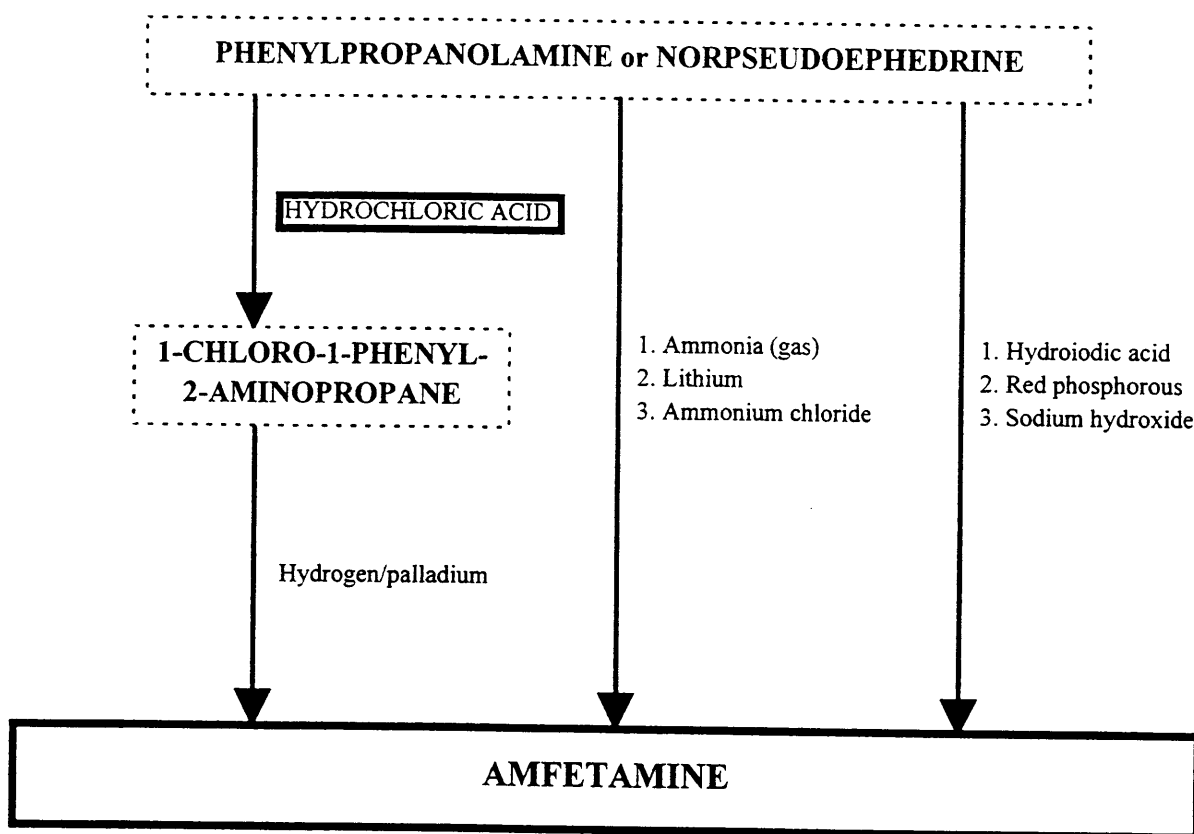 PHENYLPROPANOLAMINE or NORPSEUDOEPHEDRINE
HYDROCHLORIC ACID
1-CHLORO-1-PHENYL-
2-AMINOPROPANE
Hydrogen/palladium
1. Ammonia (gas)
2. Lithium
3. Ammonium chloride
1. Hydroiodic acid
2. Red phosphorous
3. Sodium hydroxide
AMFETAMINE